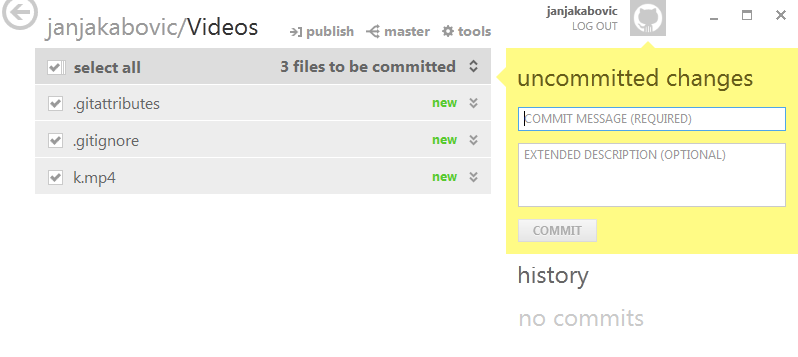 janjakabovic/Videos
publish
master
tools
janjakabovic
LOG OUT
select all
3 files to be committed
.gitattributes
new
.gitignore
new
k.mp4
new
uncommitted changes
COMMIT MESSAGE (REQUIRED)
EXTENDED DESCRIPTION (OPTIONAL)
COMMIT
history
no commits